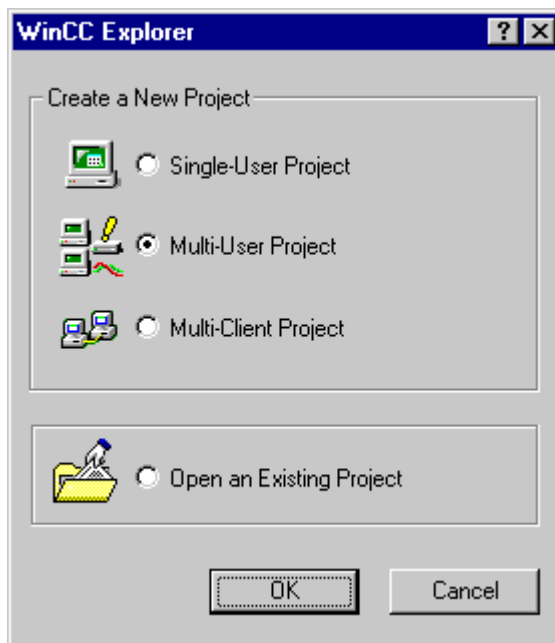 WinCC Explorer
Create a New Project
Single-User Project
Multi-User Project
Multi-Client Project
Open an Existing Project
OK
Cancel